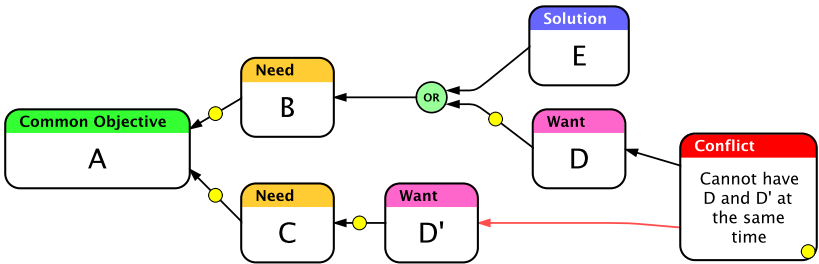 Solution
E
Need
B
OR
Common Objective
A
Want
D
Conflict
Cannot have
D and D' at
the same
time
Need
C
Want
D'